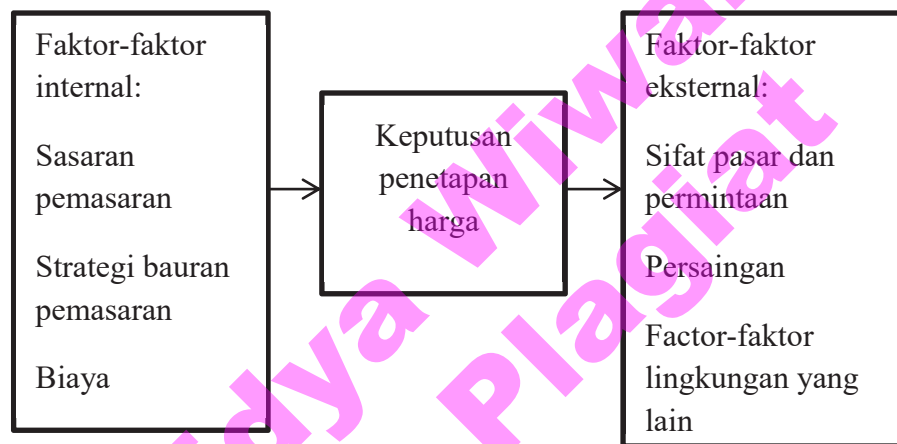 Faktor-faktor
internal:
Sasaran
pemasaran
Strategi bauran
pemasaran
Biaya
Keputusan
penetapan
harga
Faktor-faktor
eksternal:
Sifat pasar dan
permintaan
Persaingan
Factor-faktor
lingkungan yang
lain
Plagiat